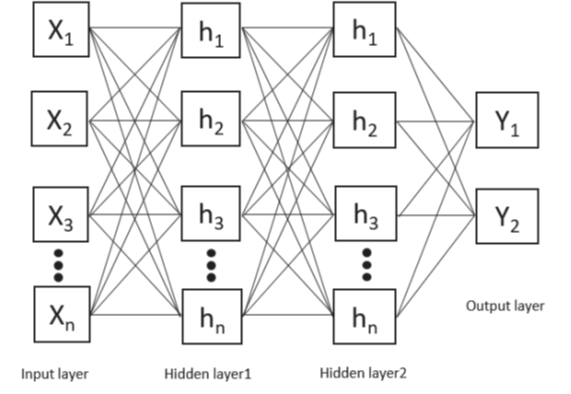 X₁ h₁ h₁
X₂ h₂ h₂ Y₁
X₃ h₃ h₃ Y₂
Xₙ hₙ hₙ
Output layer
Input layer Hidden layer1 Hidden layer2